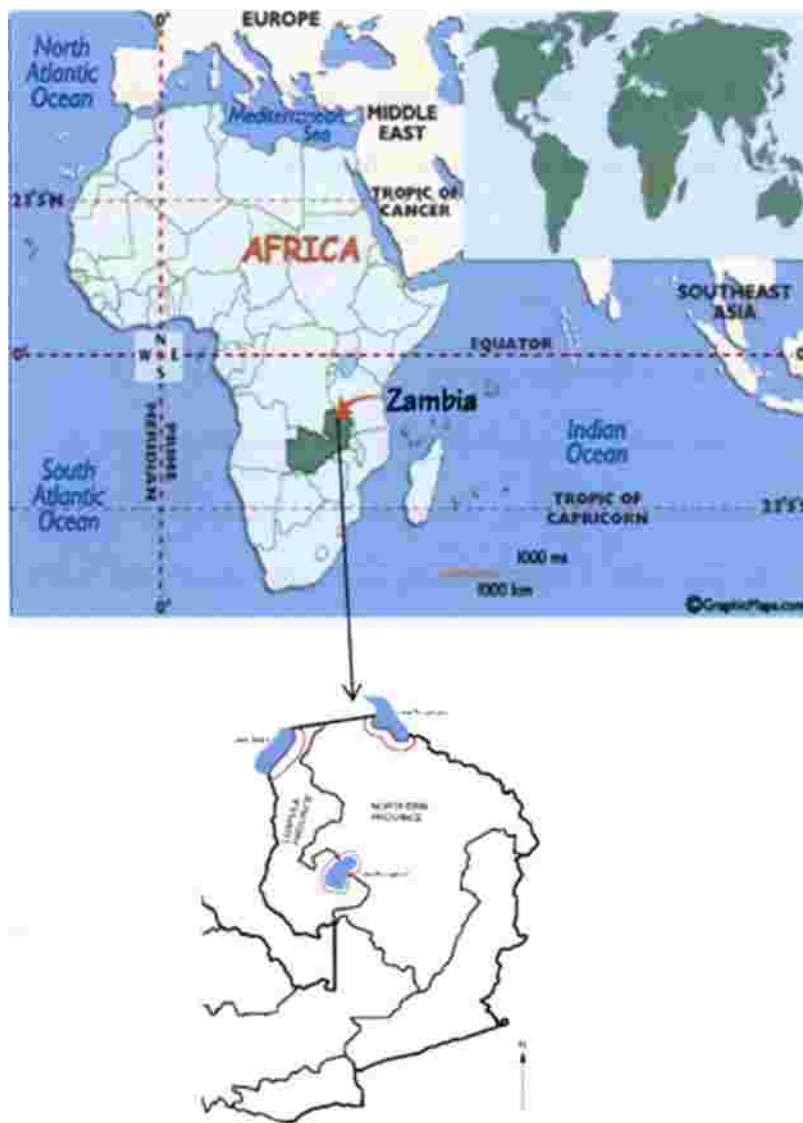 0°
EUROPE
North
Atlantic
Ocean
Mediterranean
Sea
MIDDLE
EAST
23°5'N
TROPIC OF
CANCER
AFRICA
SOUTHEAST
ASIA
N
W E
S
0°
EQUATOR
0°
Zambia
PRIME
MERIDIAN
Indian
Ocean
South
Atlantic
Ocean
TROPIC OF
CAPRICORN
23°5'S
1000 ms
1000 km
0°
©GraphicMaps.com
NORTHERN
PROVINCE
LUAPULA
PROVINCE
N